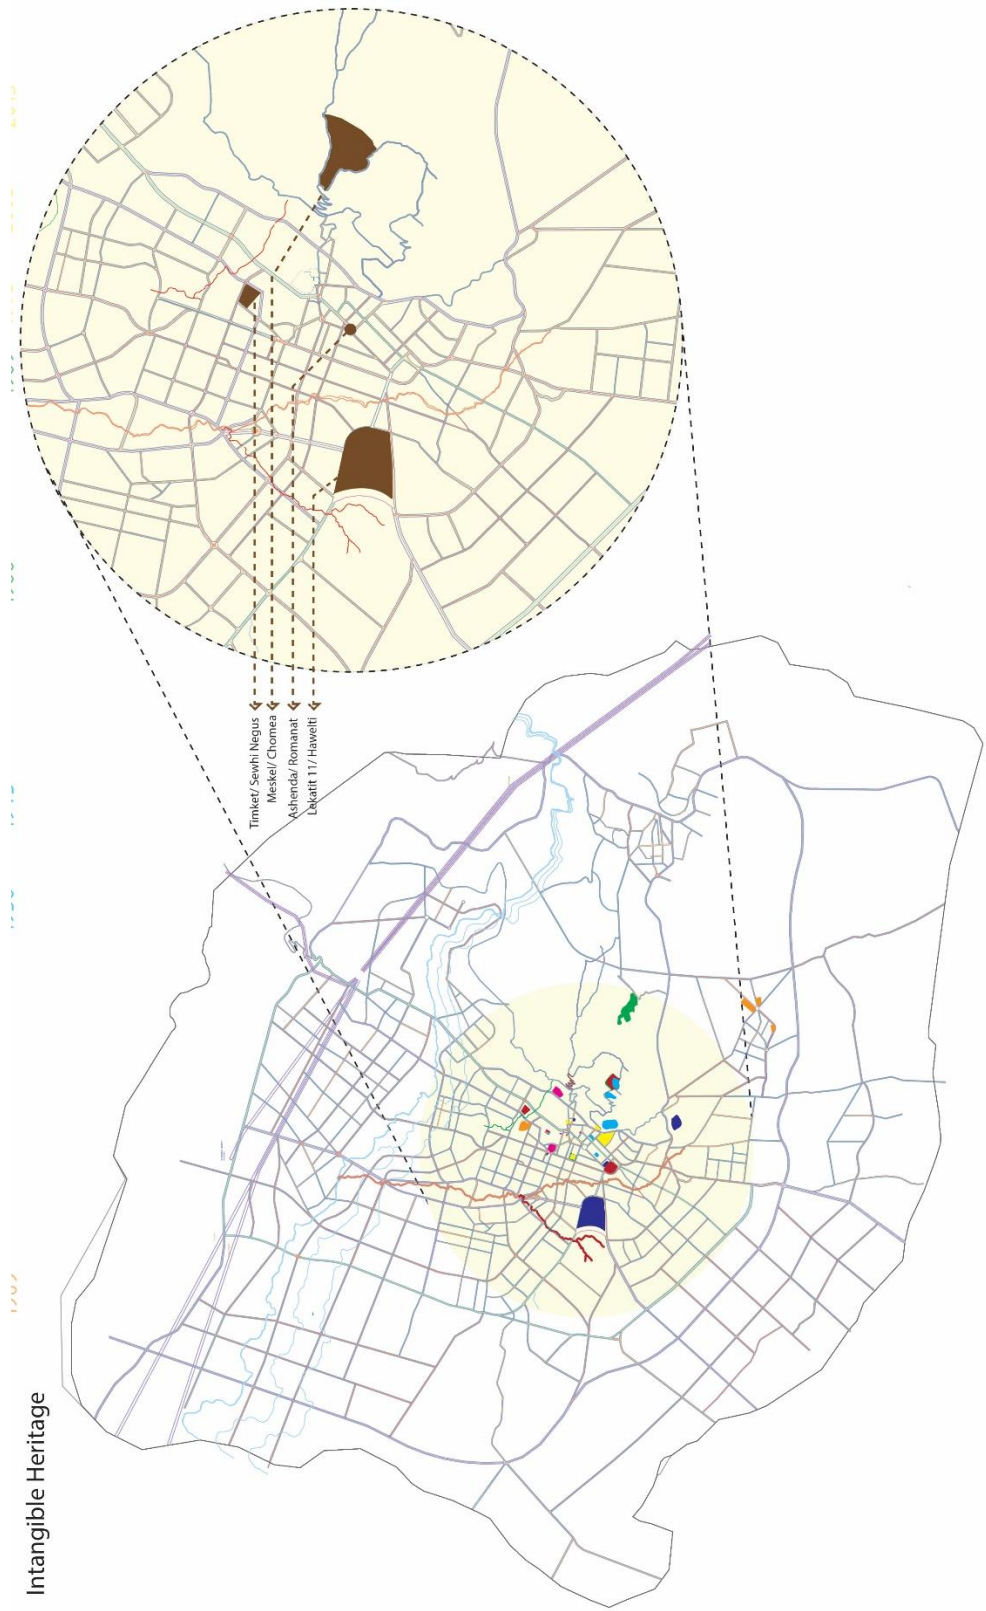 Intangible Heritage
Timket/ Sewhi Negus
Meskel/ Chomea
Ashenda/ Romanat
Lekatit 11/ Hawelti